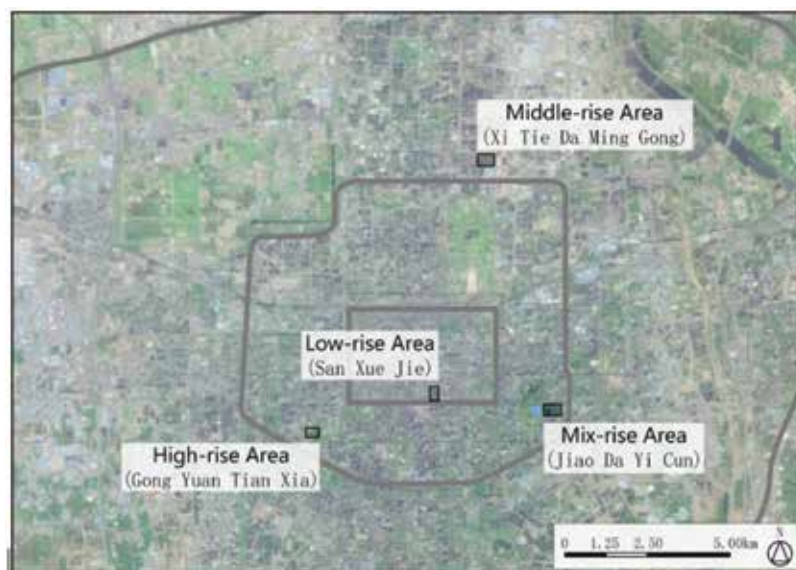 Middle-rise Area
(Xi Tie Da Ming Gong)
Low-rise Area
(San Xue Jie)
High-rise Area
(Gong Yuan Tian Xia)
Mix-rise Area
(Jiao Da Yi Cun)
N
0 1.25 2.50 5.00km